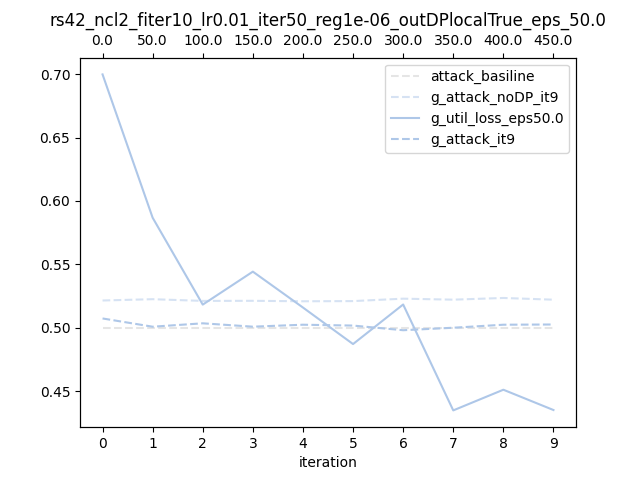 rs42_ncl2_fiter10_lr0.01_iter50_reg1e-06_outDPlocalTrue_eps_50.0
0.0 50.0 100.0 150.0 200.0 250.0 300.0 350.0 400.0 450.0
attack_basiline
g_attack_noDP_it9
g_util_loss_eps50.0
g_attack_it9
0.70
0.65
0.60
0.55
0.50
0.45
0 1 2 3 4 5 6 7 8 9
iteration